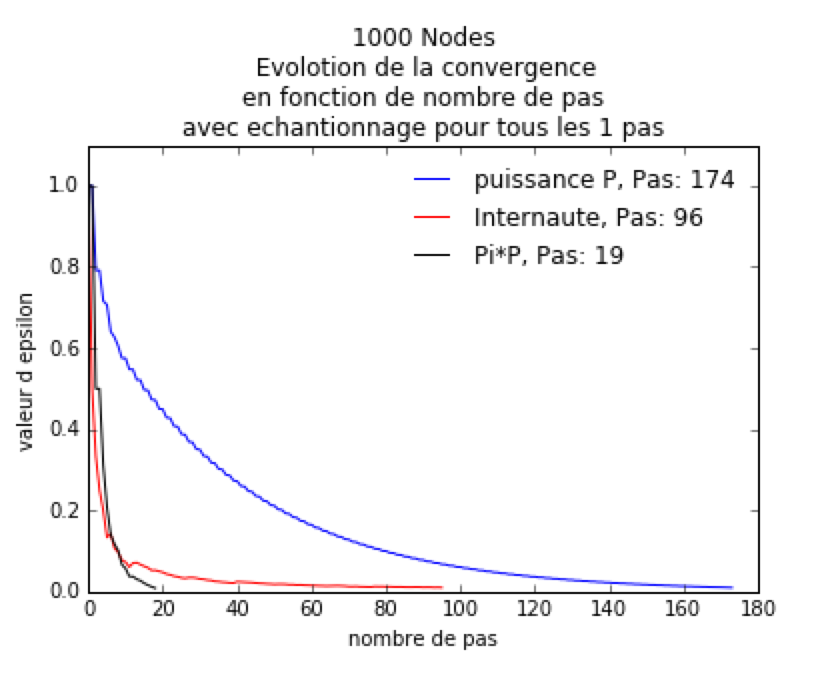 1000 Nodes
Evolotion de la convergence
en fonction de nombre de pas
avec echantionnage pour tous les 1 pas
puissance P, Pas: 174
Internaute, Pas: 96
Pi*P, Pas: 19
valeur d epsilon
1.0
0.8
0.6
0.4
0.2
0.0
0 20 40 60 80 100 120 140 160 180
nombre de pas